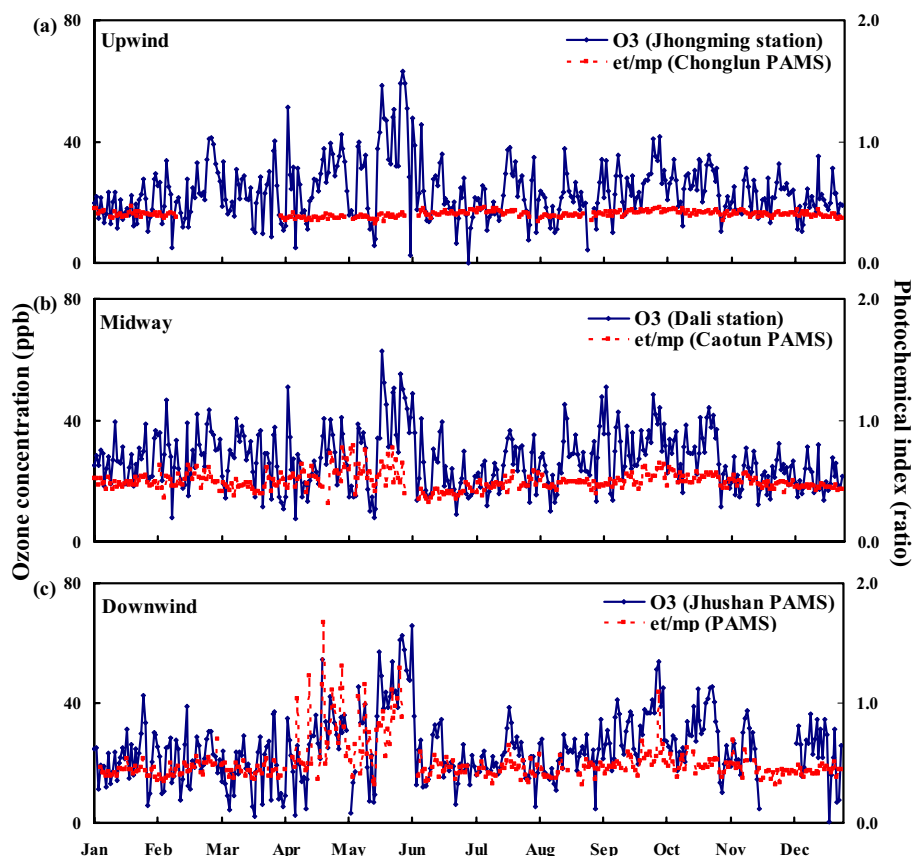 (a)
80
2.0
Upwind
O3 (Jhongming station)
et/mp (Chonglun PAMS)
40
1.0
0
0.0
(b)
80
2.0
Midway
O3 (Dali station)
et/mp (Caotun PAMS)
40
1.0
0
0.0
(c)
80
2.0
Downwind
O3 (Jhushan PAMS)
et/mp (PAMS)
40
1.0
0
0.0
Jan Feb Mar Apr May Jun Jul Aug Sep Oct Nov Dec
Ozone concentration (ppb)
Photochemical index (ratio)